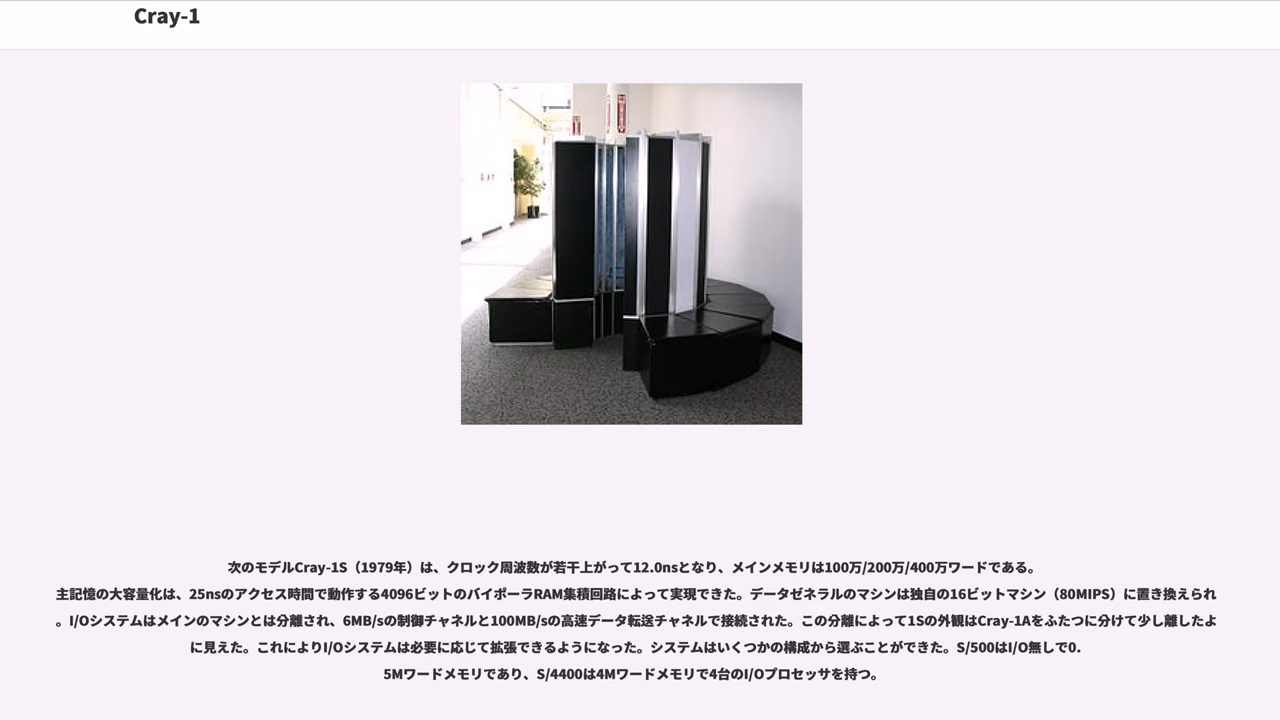 Cray-1
次のモデルCray-1S（1979年）は、クロック周波数が若干上がって12.0nsとなり、メインメモリは100万/200万/400万ワードである。
主記憶の大容量化は、25nsのアクセス時間で動作する4096ビットのバイポーラRAM集積回路によって実現できた。データゼネラルのマシンは独自の16ビットマシン（80MIPS）に置き換えられ
。I/Oシステムはメインのマシンとは分離され、6MB/sの制御チャネルと100MB/sの高速データ転送チャネルで接続された。この分離によって1Sの外観はCray-1Aをふたつに分けて少し離したよ
に見えた。これによりI/Oシステムは必要に応じて拡張できるようになった。システムはいくつかの構成から選ぶことができた。S/500はI/O無しで0.
5Mワードメモリであり、S/4400は4Mワードメモリで4台のI/Oプロセッサを持つ。